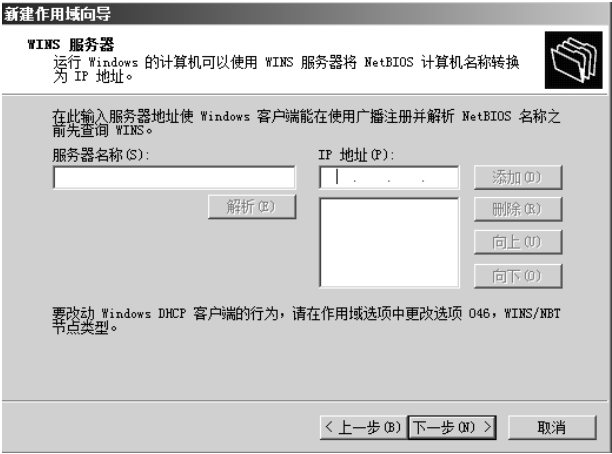 新建作用域向导
WINS 服务器
运行 Windows 的计算机可以使用 WINS 服务器将 NetBIOS 计算机名称转换
为 IP 地址。
在此输入服务器地址使 Windows 客户端能在使用广播注册并解析 NetBIOS 名称之
前先查询 WINS。
服务器名称(S): IP 地址(P):
添加(D)
解析(E) 删除(R)
向上(U)
向下(O)
要改动 Windows DHCP 客户端的行为，请在作用域选项中更改选项 046，WINS/NBT
节点类型。
< 上一步(B) 下一步(N) > 取消